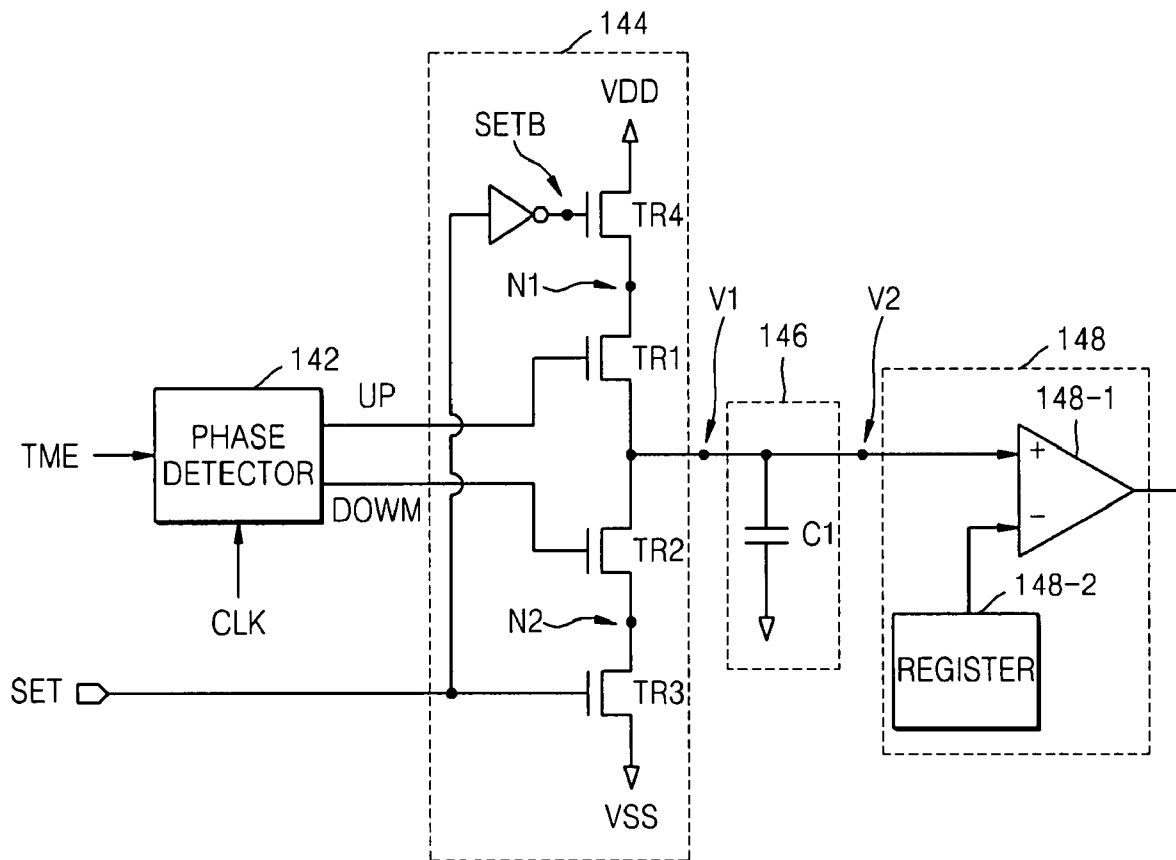 144
VDD
SETB
TR4
N1
V1
V2
146
148
TR1
142
UP
148-1
PHASE
DETECTOR
TME
+
DOWM
−
C1
TR2
148-2
CLK
N2
REGISTER
SET
TR3
VSS